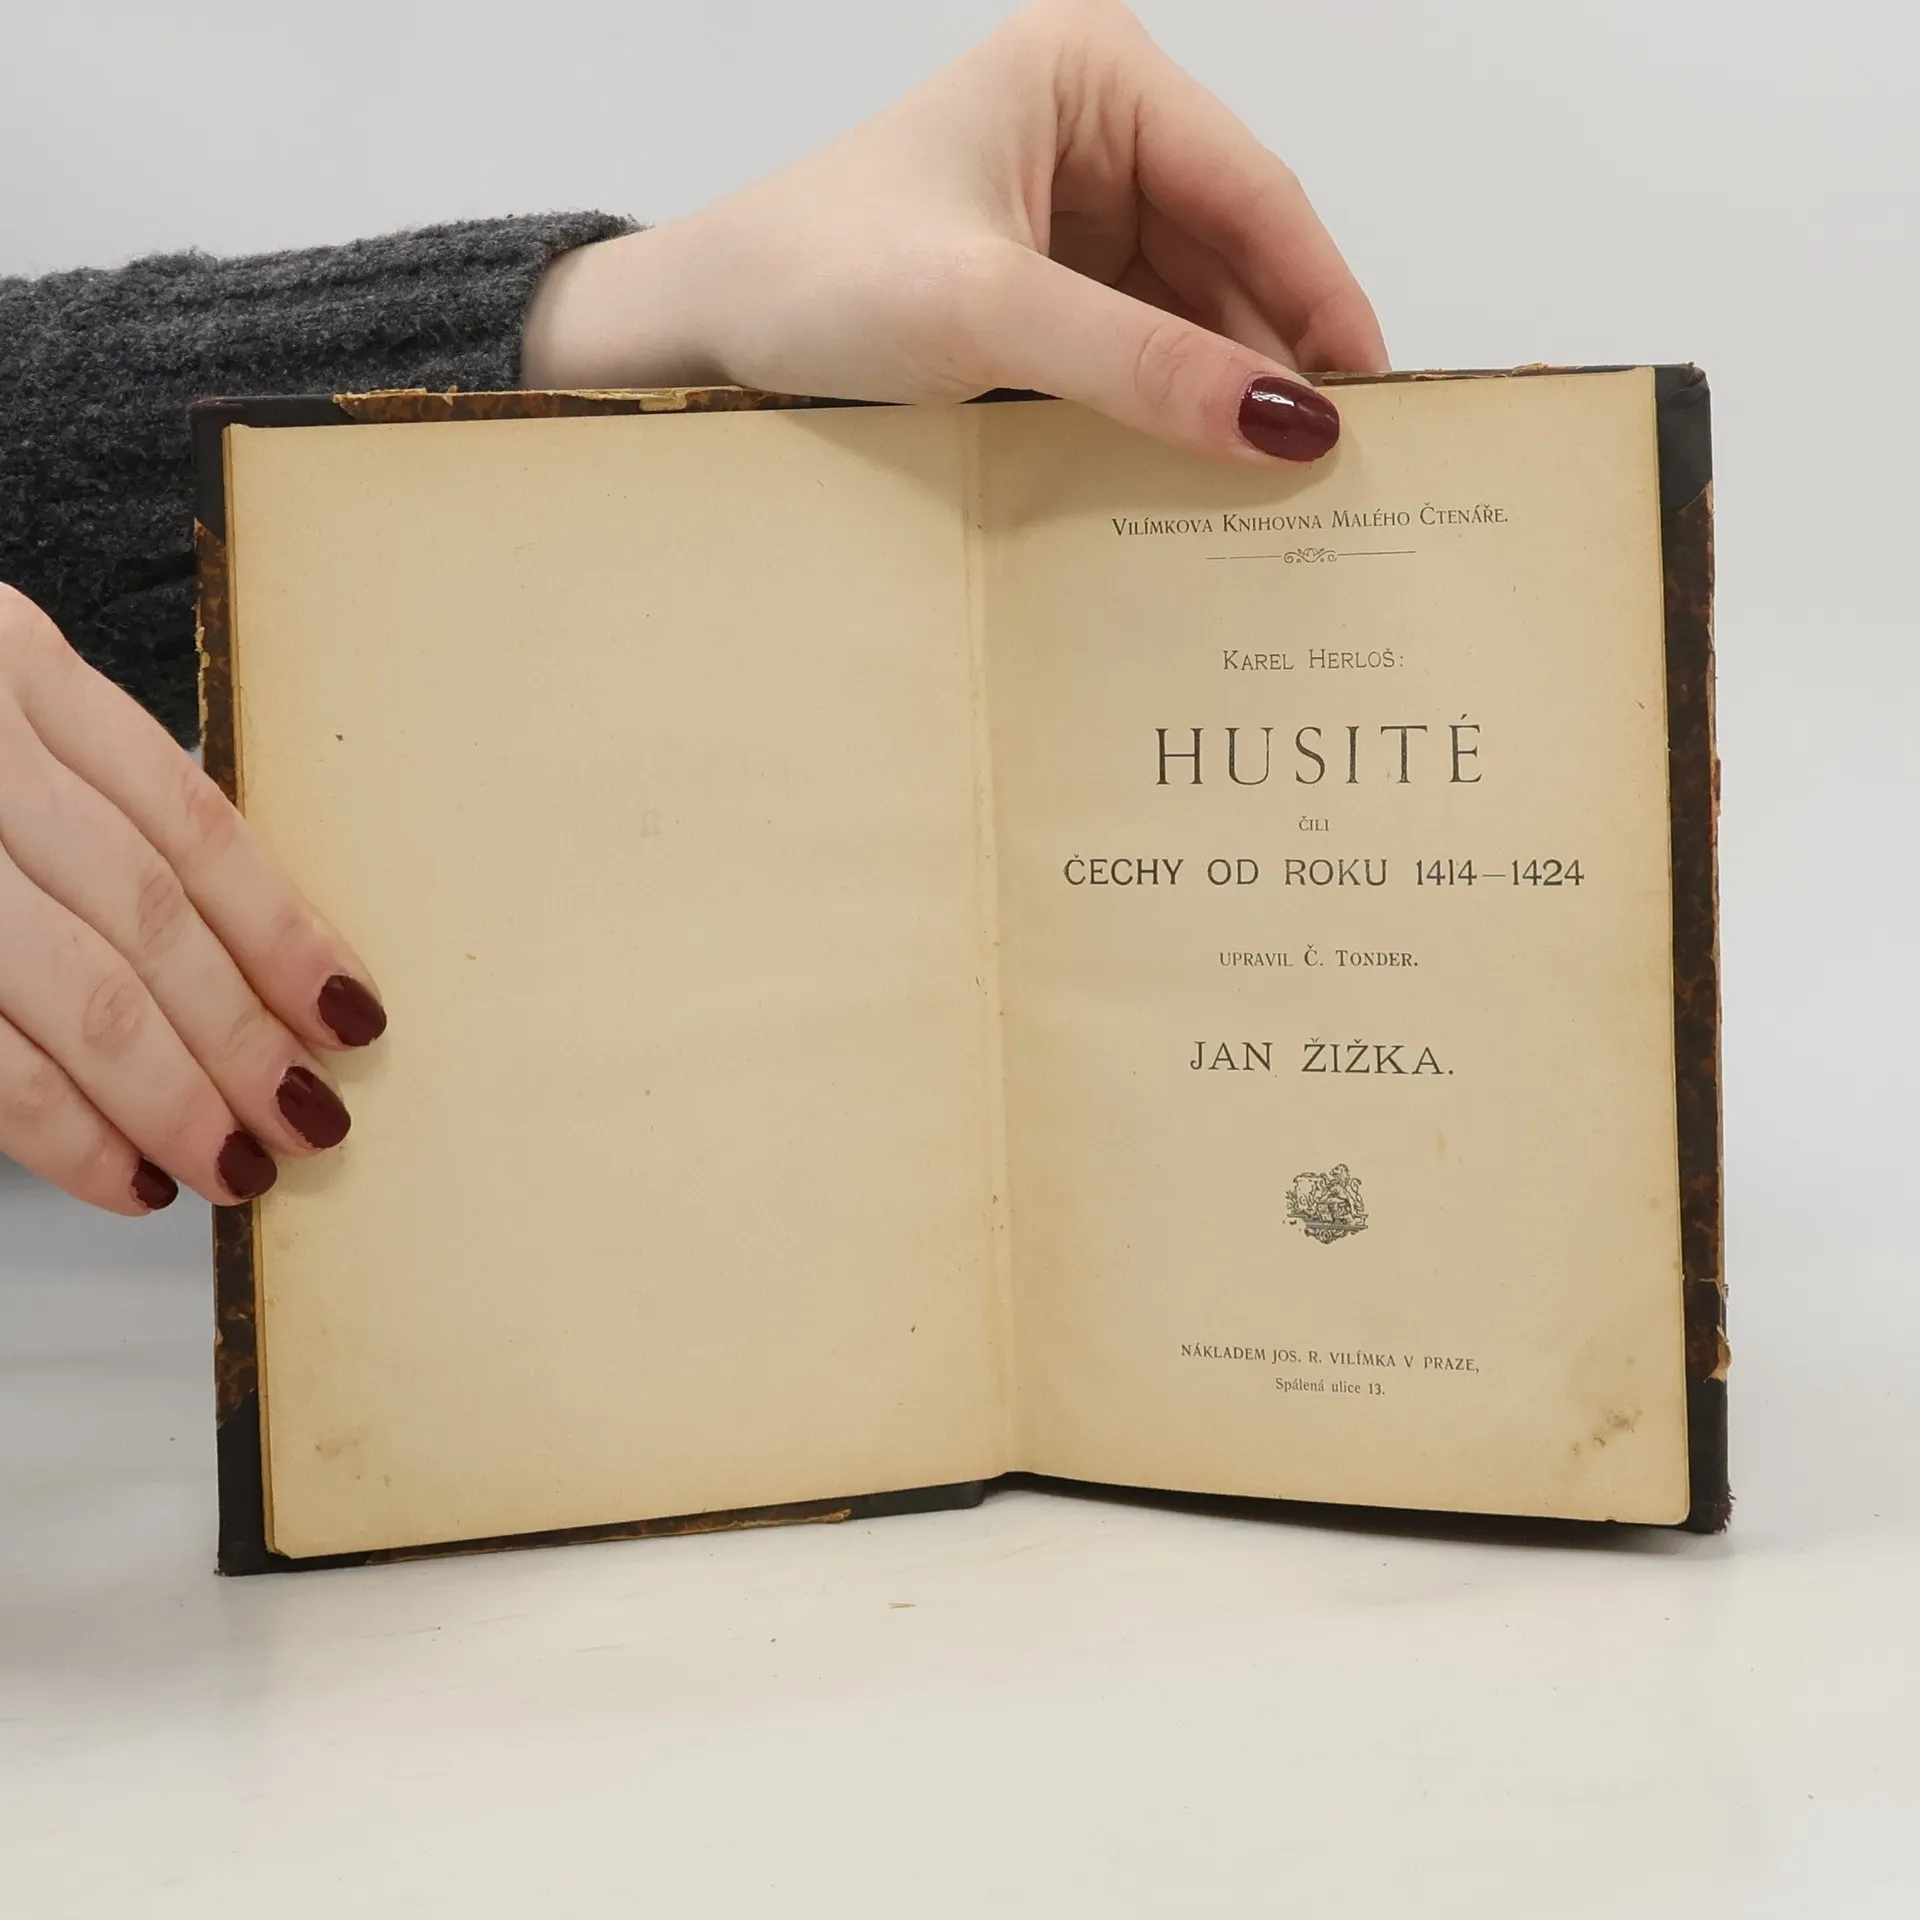 Vilímkova Knihovna Malého Čtenáře.
Karel Herloš:
HUSITÉ
ČILI
ČECHY OD ROKU 1414—1424
UPRAVIL Č. TONDER.
JAN ŽIŽKA.
NÁKLADEM JOS. R. VILÍMKA V PRAZE,
Spálená ulice 13.